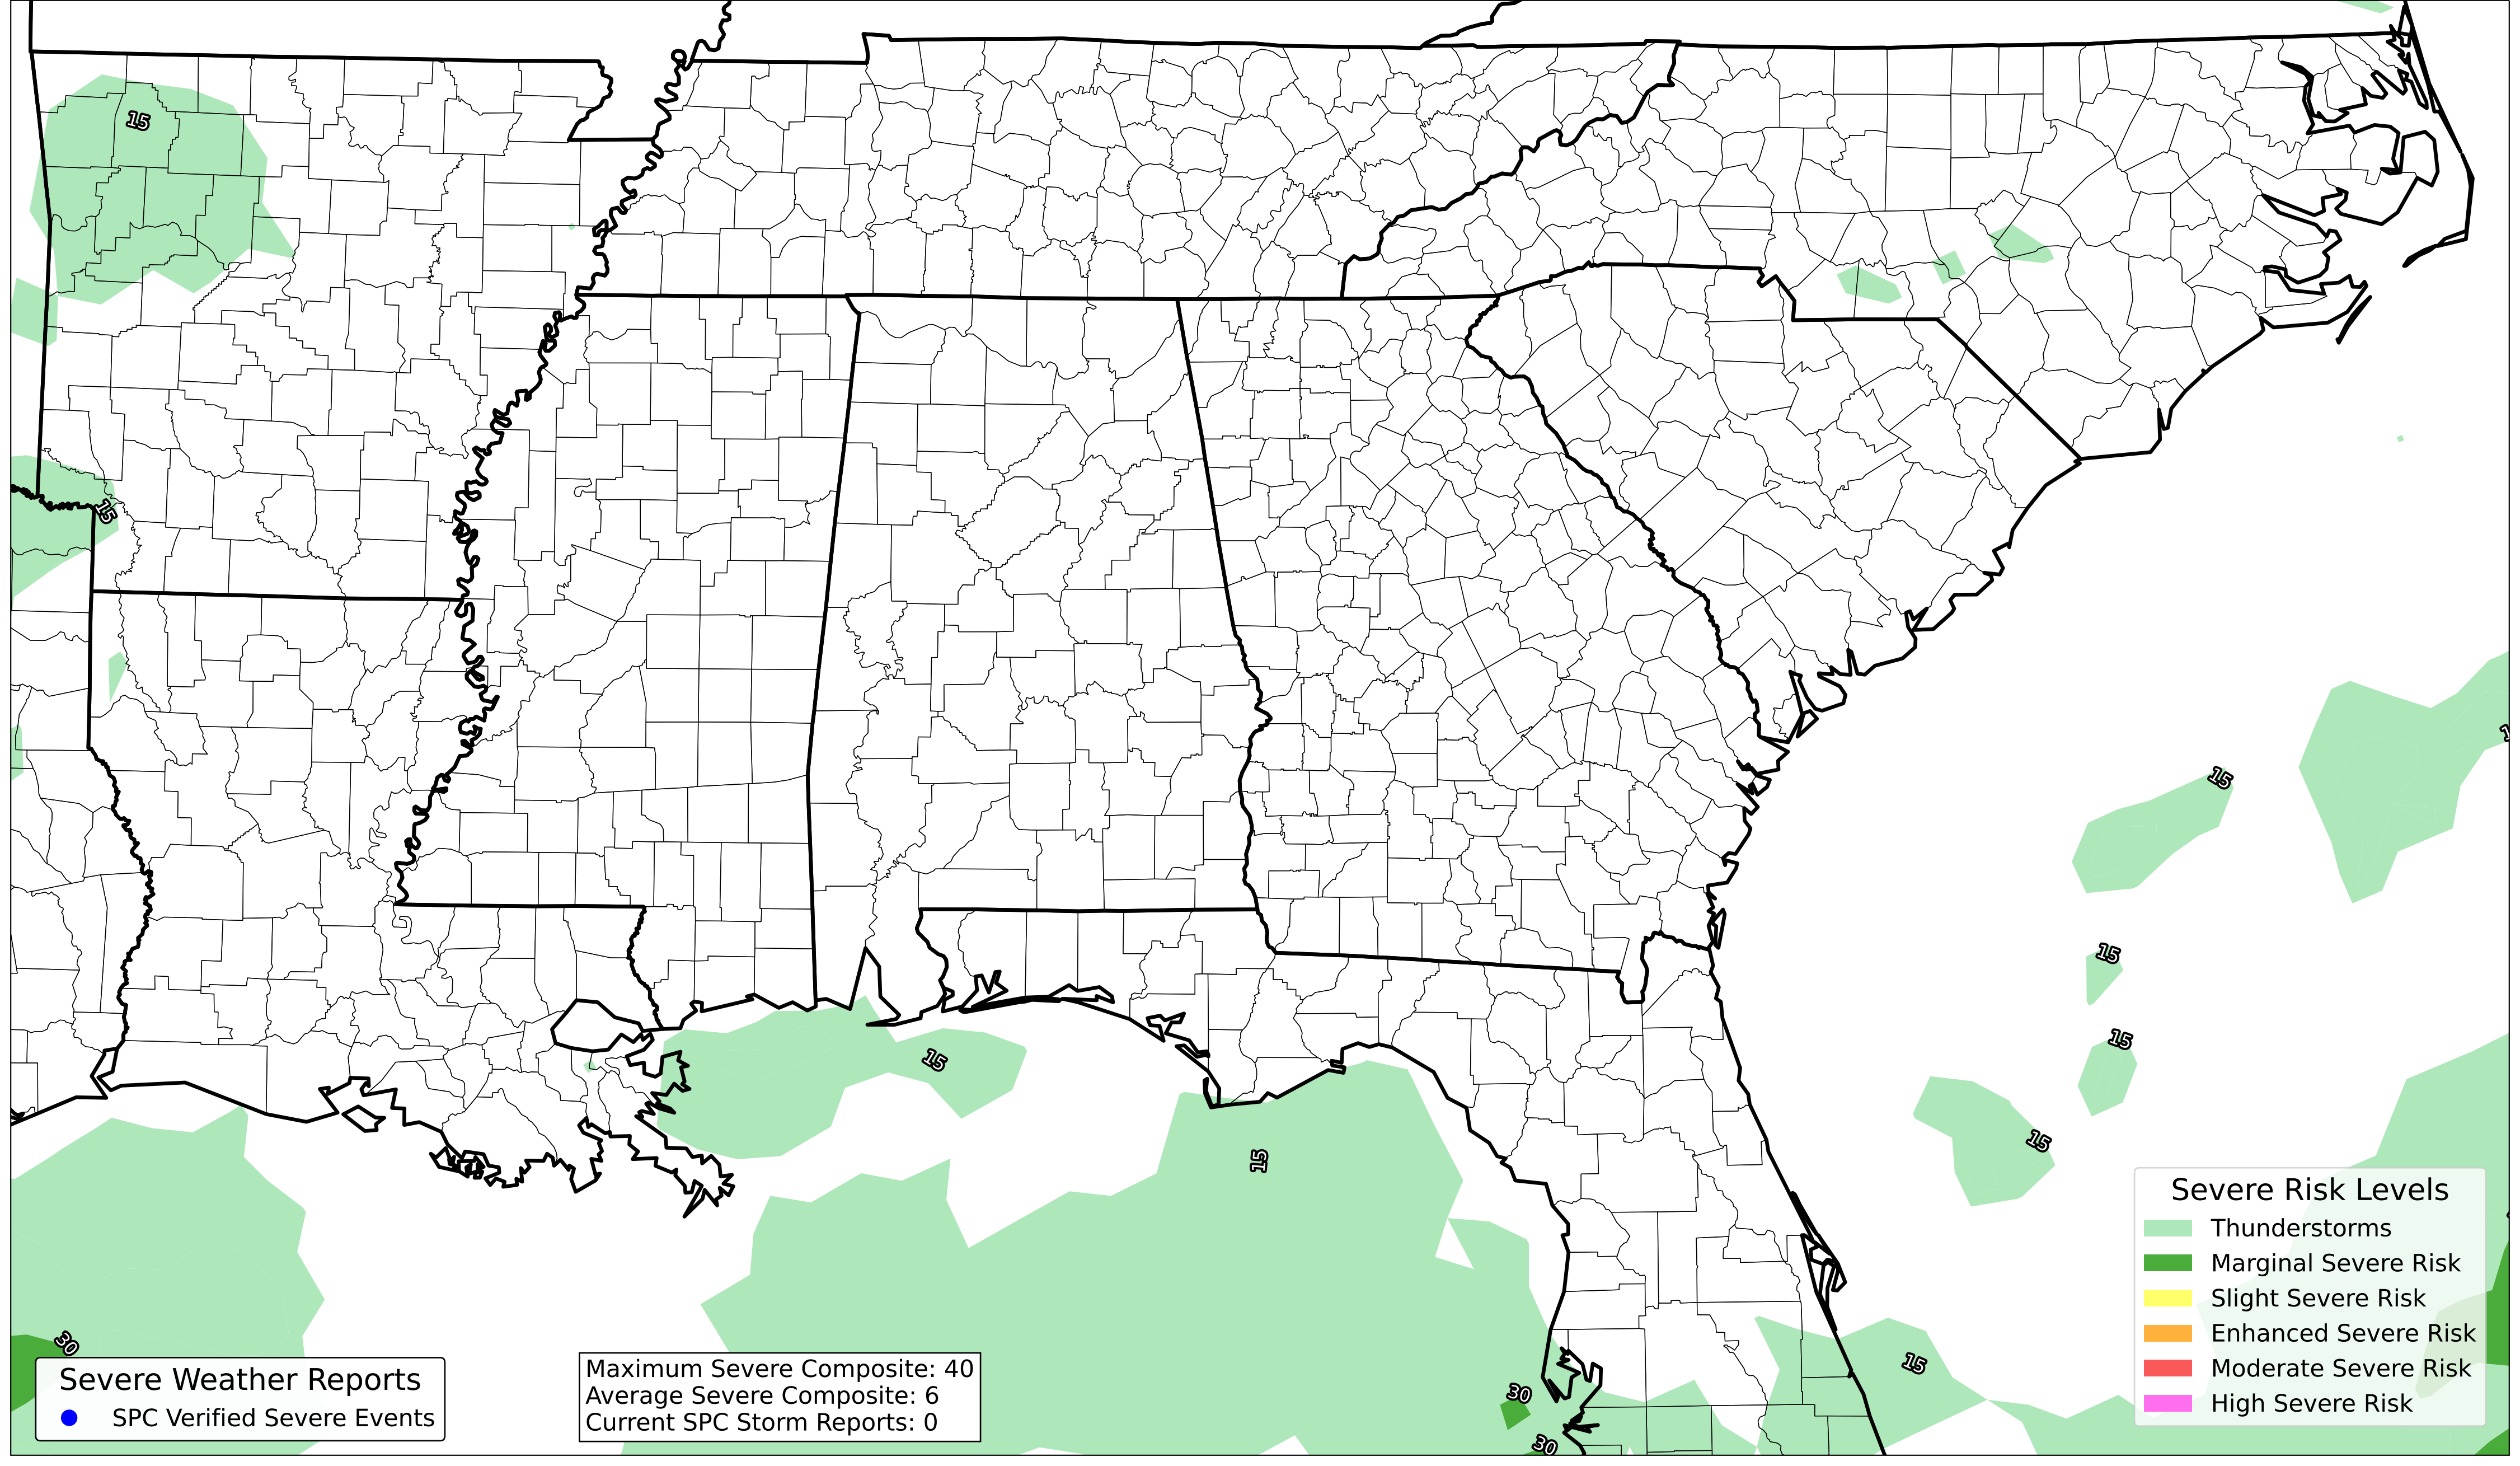 15
15
15
15
15
15
15
15
15
30
30
30
Severe Risk Levels
Thunderstorms
Marginal Severe Risk
Slight Severe Risk
Enhanced Severe Risk
Moderate Severe Risk
High Severe Risk
Severe Weather Reports
SPC Verified Severe Events
Maximum Severe Composite: 40
Average Severe Composite: 6
Current SPC Storm Reports: 0